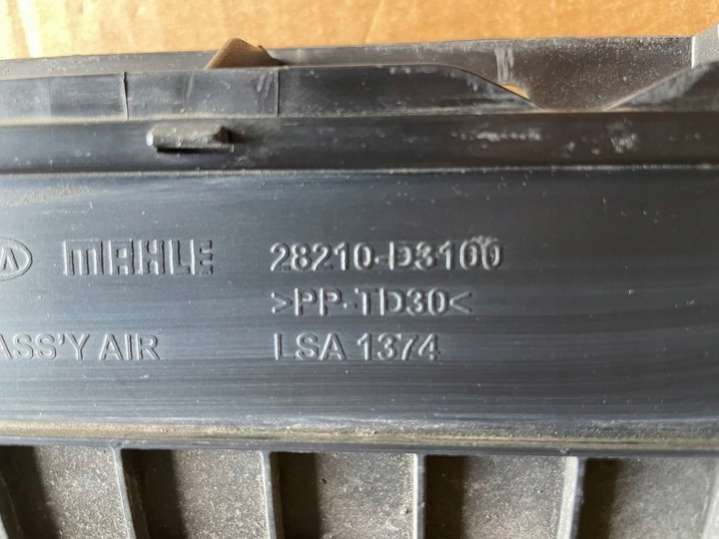 MAHLE 28210-D3100
>PP-TD30<
ASS'Y AIR LSA 1374